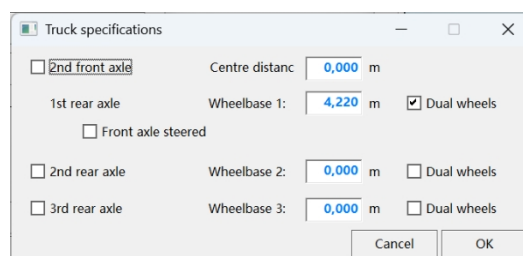 Truck specifications
2nd front axle Centre distanc 0,000 m
1st rear axle Wheelbase 1: 4,220 m Dual wheels
Front axle steered
2nd rear axle Wheelbase 2: 0,000 m Dual wheels
3rd rear axle Wheelbase 3: 0,000 m Dual wheels
Cancel OK